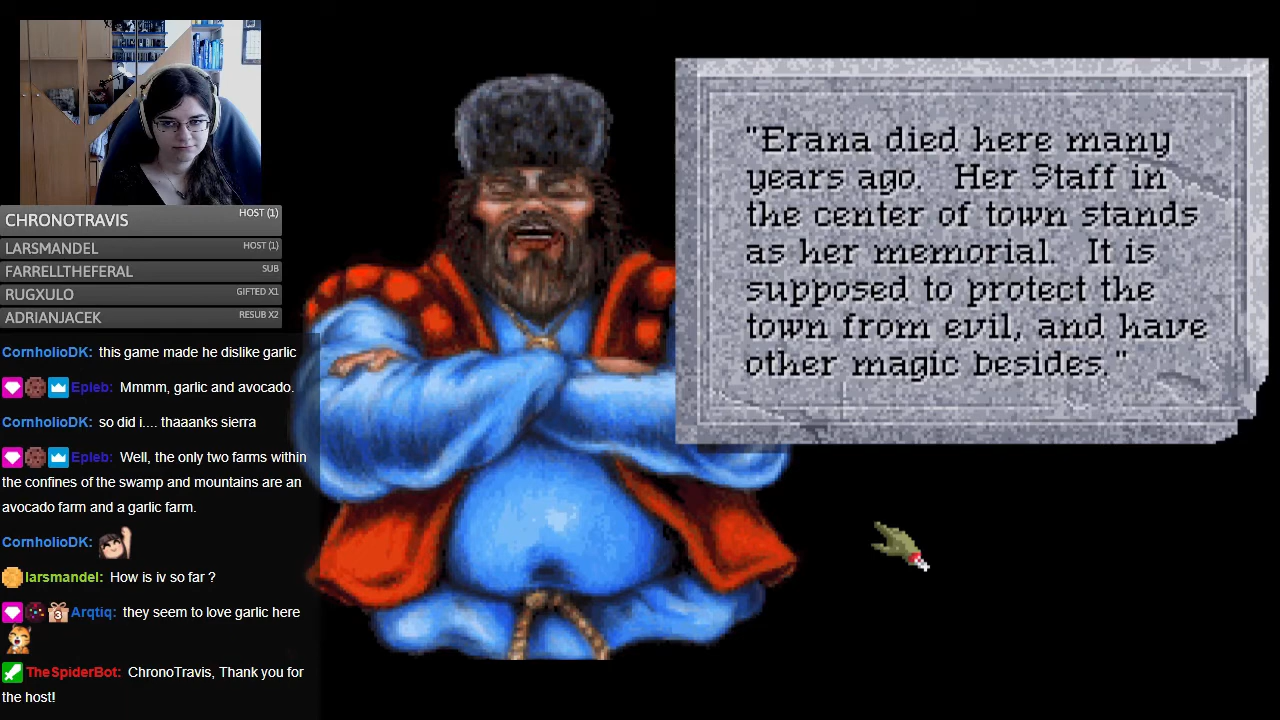 CHRONOTRAVIS HOST (1)
LARSMANDEL HOST (1)
FARRELLTHEFERAL SUB
RUGXULO GIFTED X1
ADRIANJACEK RESUB X2
CornholioDK: this game made he dislike garlic
Epleb: Mmmm, garlic and avocado.
CornholioDK: so did i.... thaaanks sierra
Epleb: Well, the only two farms within
the confines of the swamp and mountains are an
avocado farm and a garlic farm.
CornholioDK:
larsmandel: How is iv so far ?
3 Arqtiq: they seem to love garlic here
TheSpiderBot: ChronoTravis, Thank you for
the host!
"Erana died here many
years ago. Her Staff in
the center of town stands
as her memorial. It is
supposed to protect the
town from evil, and have
other magic besides."